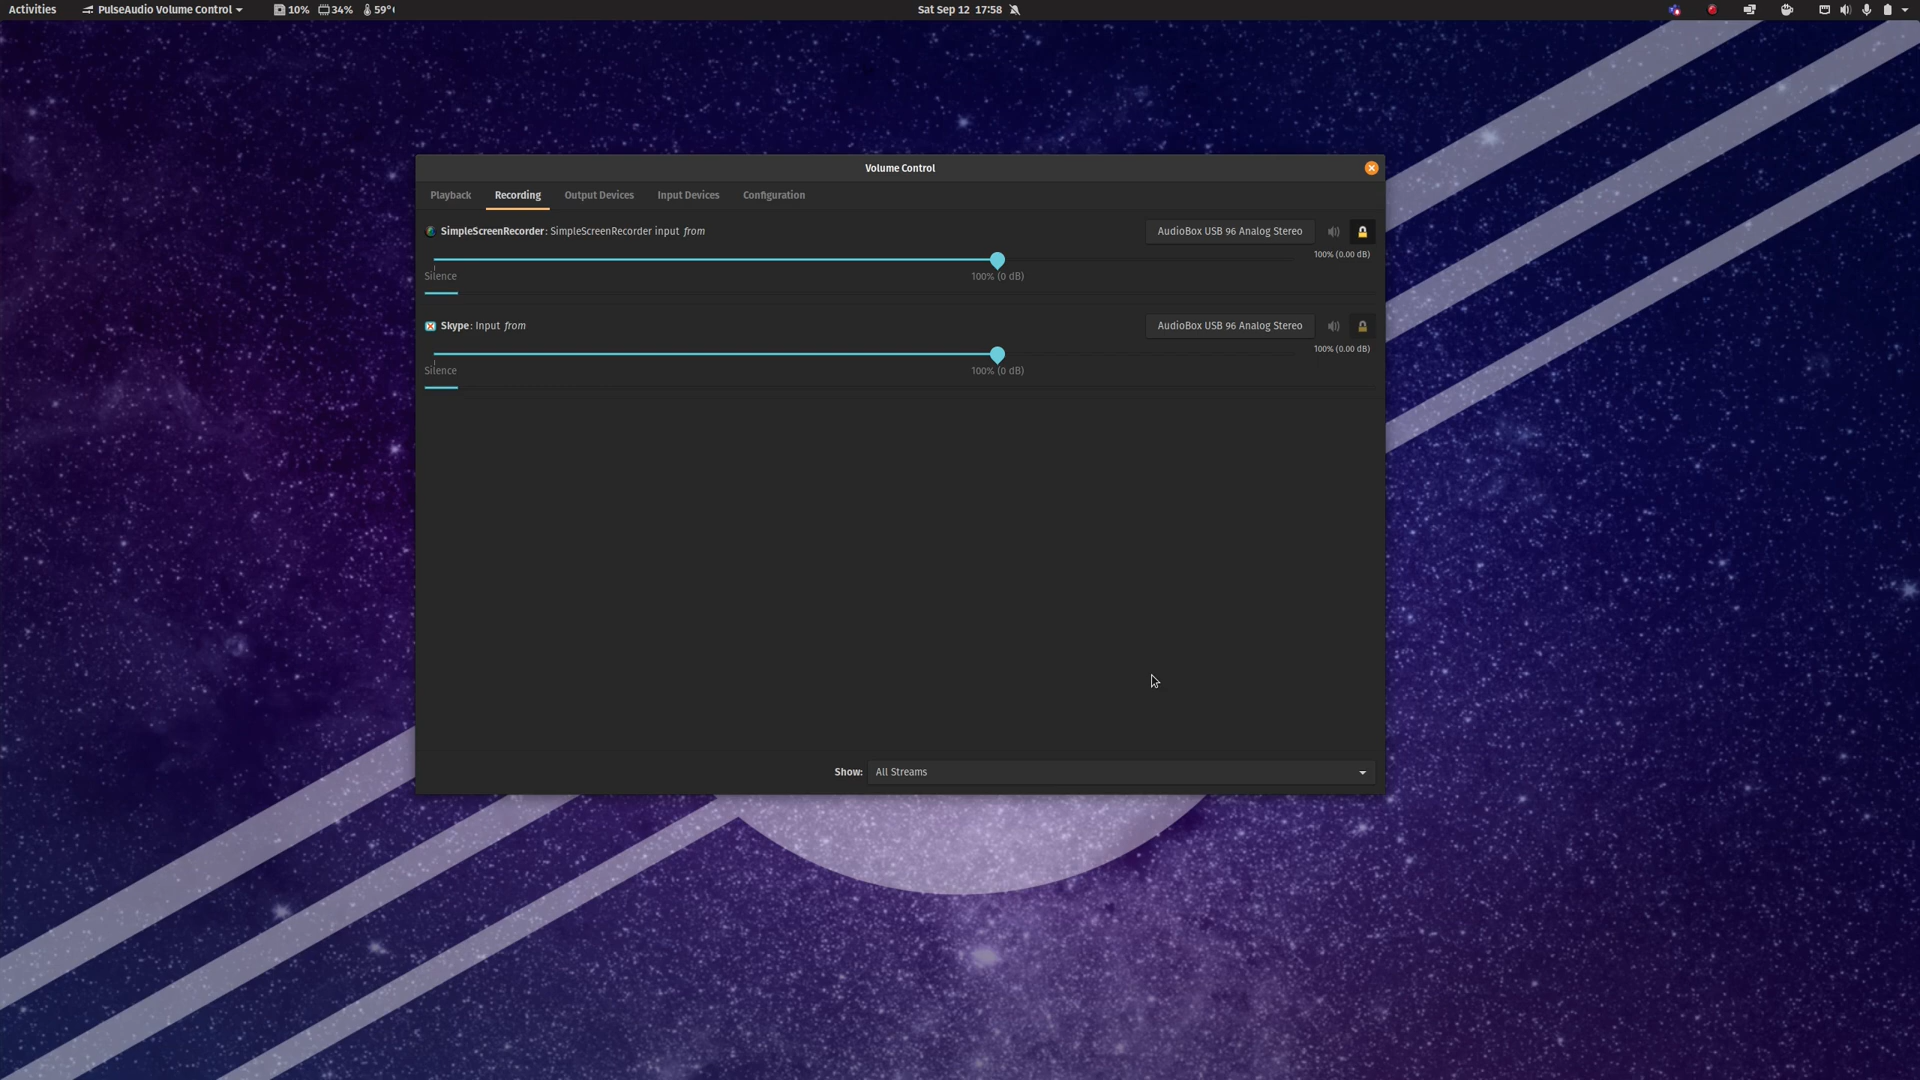 Activities PulseAudio Volume Control 10% 34% 59° Sat Sep 12 17:58
Volume Control
Playback Recording Output Devices Input Devices Configuration
SimpleScreenRecorder: SimpleScreenRecorder input from AudioBox USB 96 Analog Stereo
100% (0.00 dB)
Silence 100% (0 dB)
Skype: Input from AudioBox USB 96 Analog Stereo
100% (0.00 dB)
Silence 100% (0 dB)
Show: All Streams